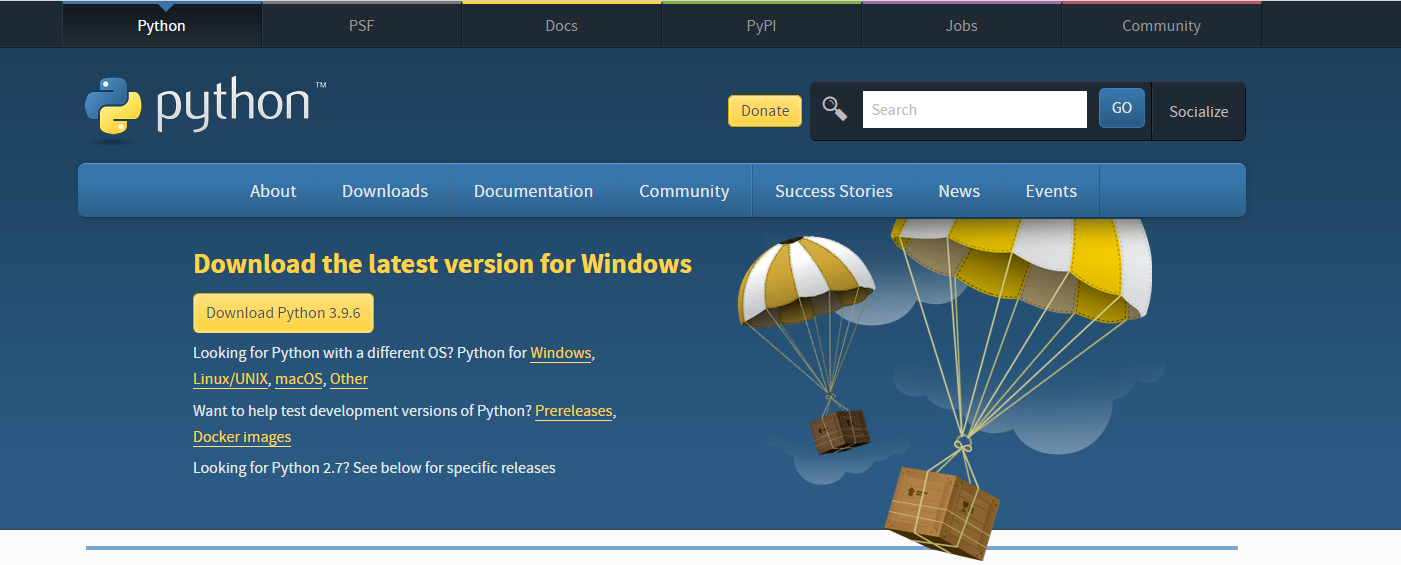 Python PSF Docs PyPI Jobs Community
python™
Donate Search GO Socialize
About Downloads Documentation Community Success Stories News Events
Download the latest version for Windows
Download Python 3.9.6
Looking for Python with a different OS? Python for Windows,
Linux/UNIX, macOS, Other
Want to help test development versions of Python? Prereleases,
Docker images
Looking for Python 2.7? See below for specific releases